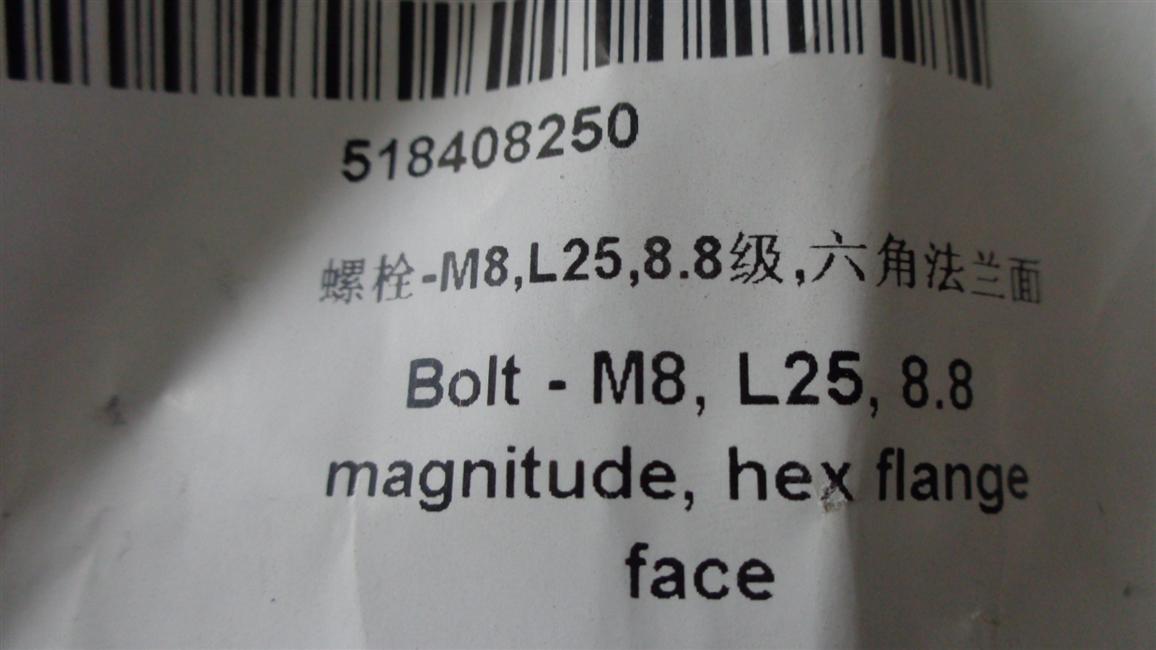 518408250
螺栓-M8,L25,8.8级,六角法兰面
Bolt - M8, L25, 8.8
magnitude, hex flange
face